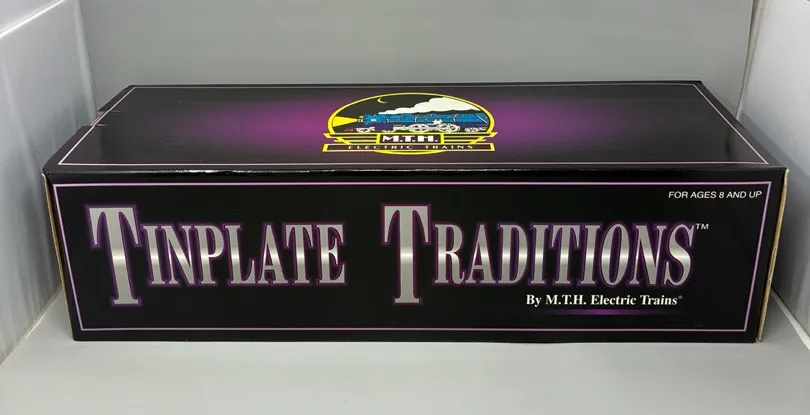 M.T.H.
ELECTRIC TRAINS
FOR AGES 8 AND UP
TINPLATE TRADITIONS™
By M.T.H. Electric Trains®